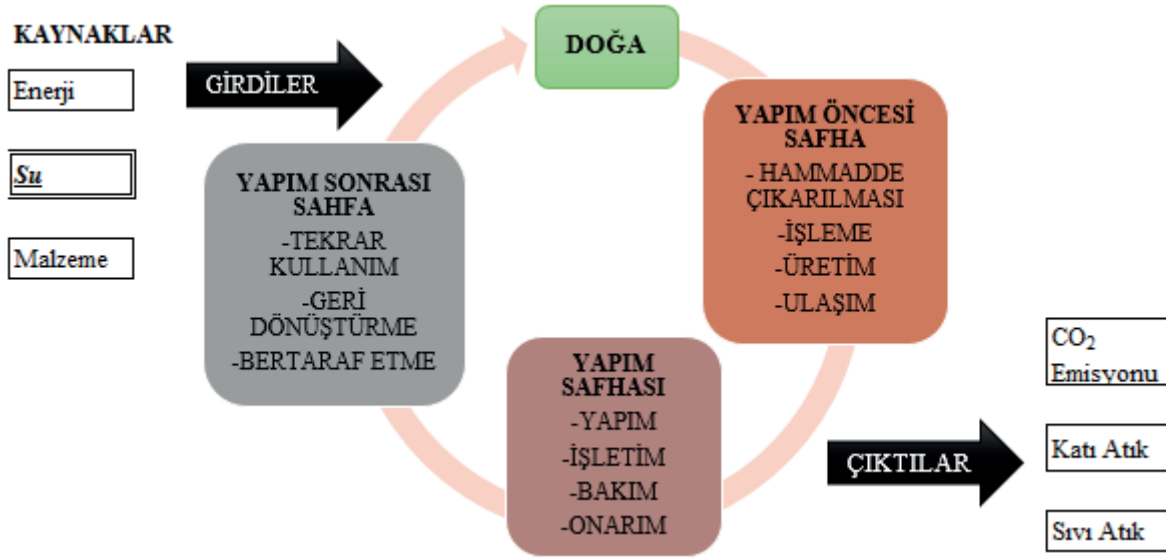 KAYNAKLAR
Enerji
Su
Malzeme
GİRDİLER
DOĞA
YAPIM ÖNCESİ
SAFHA
- HAMMADDE
ÇIKARILMASI
-İŞLEME
-ÜRETİM
-ULAŞIM
YAPIM
SAFHASI
-YAPIM
-İŞLETİM
-BAKIM
-ONARIM
YAPIM SONRASI
SAHFA
-TEKRAR
KULLANIM
-GERİ
DÖNÜŞTÜRME
-BERTARAF ETME
ÇIKTILAR
CO₂
Emisyonu
Katı Atık
Sıvı Atık